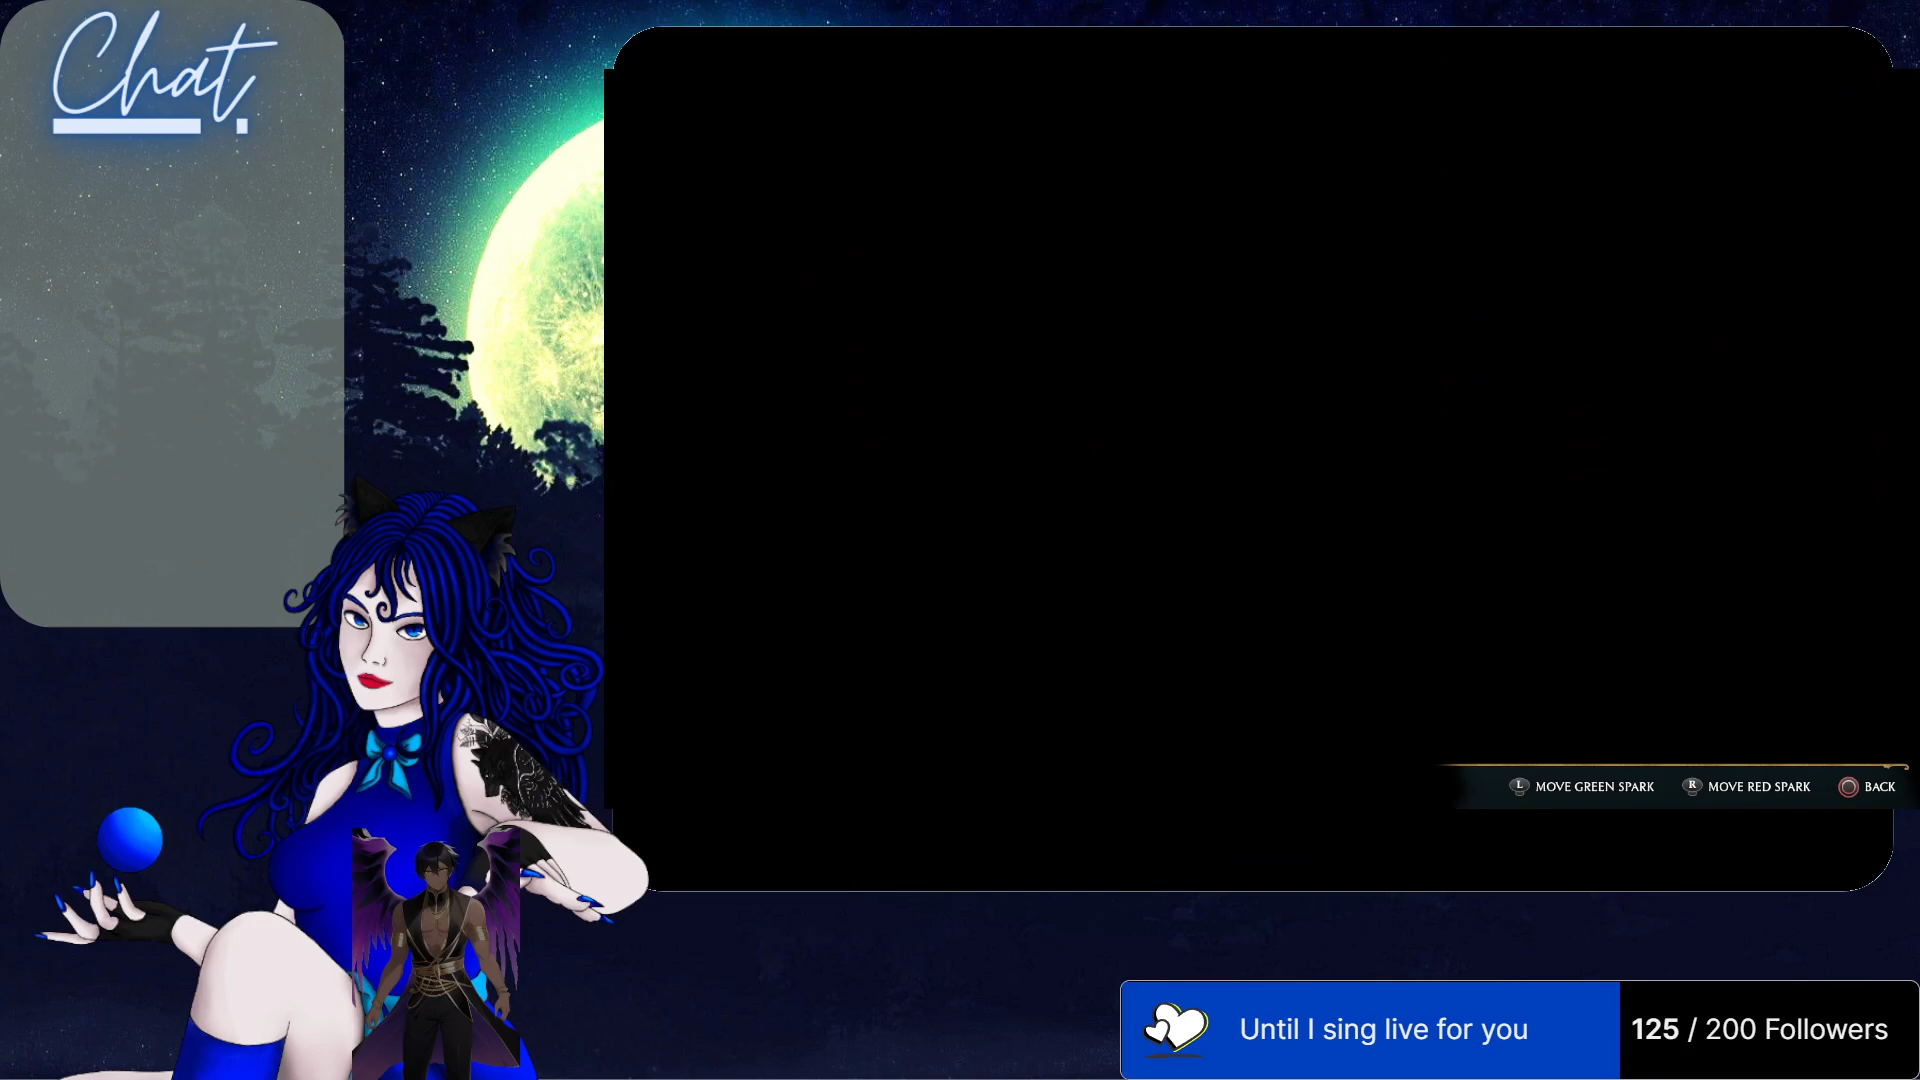 Chat
L MOVE GREEN SPARK R MOVE RED SPARK BACK
Until I sing live for you 125 / 200 Followers